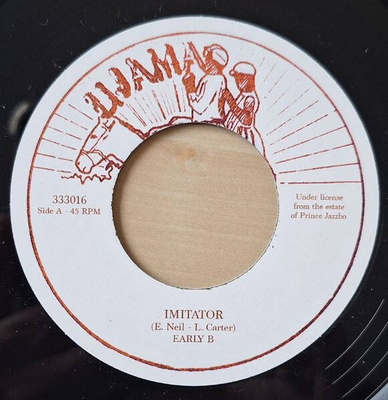 UJAMA
333016
Side A - 45 RPM
Under license
from the estate
of Prince Jazzbo
IMITATOR
(E. Neil - L. Carter)
EARLY B